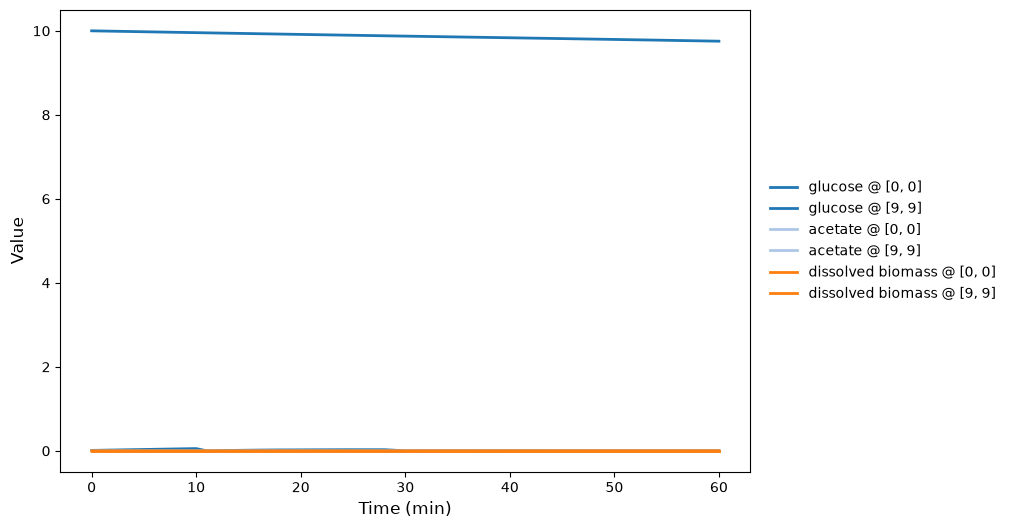 10
8
6
4
2
0
Value
0 10 20 30 40 50 60
Time (min)
glucose @ [0, 0]
glucose @ [9, 9]
acetate @ [0, 0]
acetate @ [9, 9]
dissolved biomass @ [0, 0]
dissolved biomass @ [9, 9]